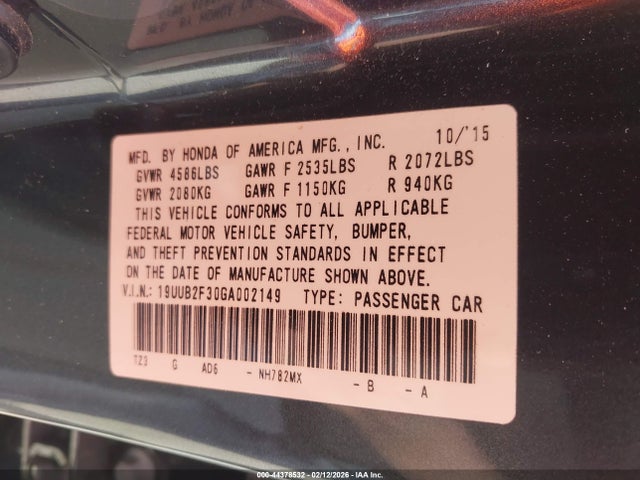 MFD. BY HONDA OF AMERICA MFG., INC. 10/'15
GVWR 4586LBS GAWR F 2535LBS R 2072LBS
GVWR 2080KG GAWR F 1150KG R 940KG
THIS VEHICLE CONFORMS TO ALL APPLICABLE
FEDERAL MOTOR VEHICLE SAFETY, BUMPER,
AND THEFT PREVENTION STANDARDS IN EFFECT
ON THE DATE OF MANUFACTURE SHOWN ABOVE.
V.I.N.: 19UUB2F30GA002149 TYPE: PASSENGER CAR
TZ3 G AD6 - NH782MX - B - A
000-44378532 - 02/12/2026 - IAA Inc.